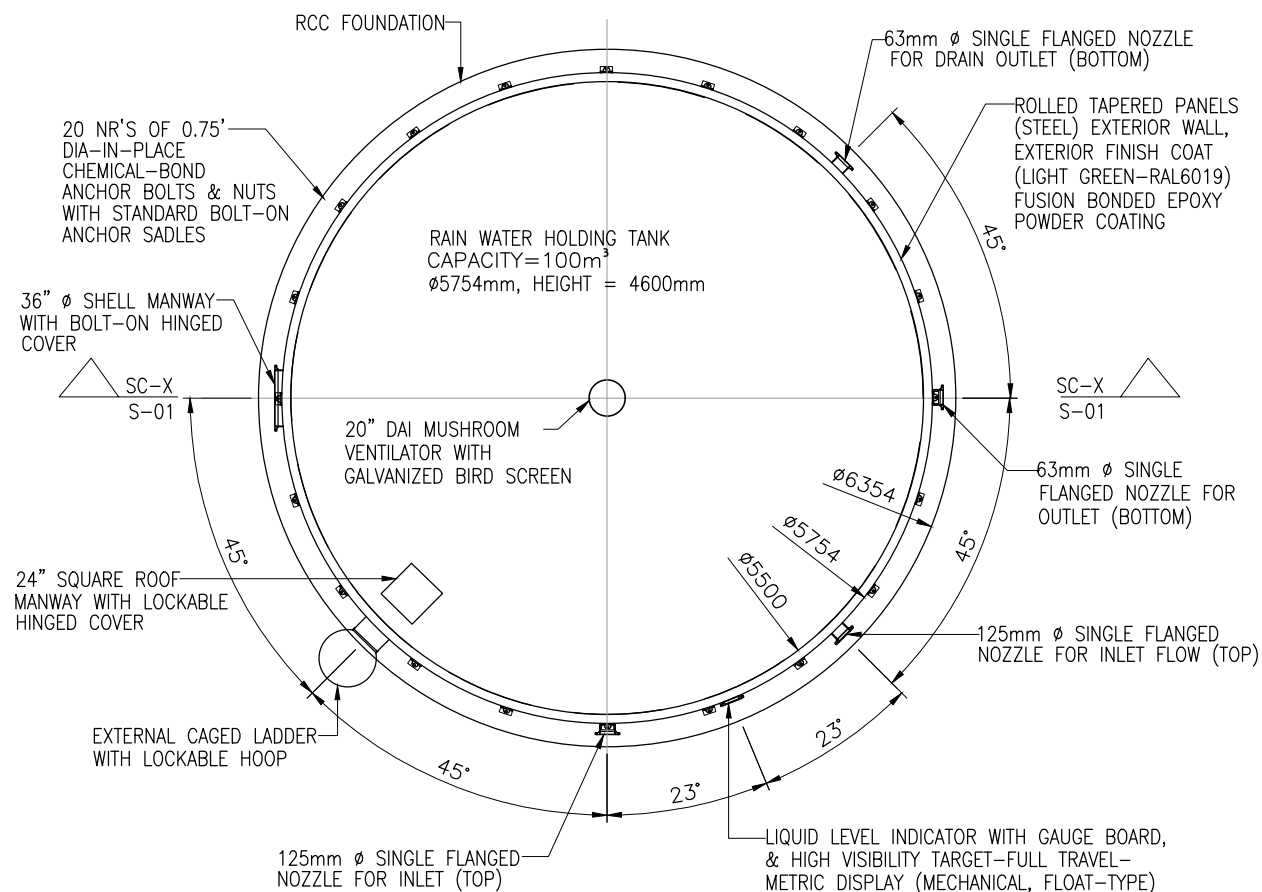 RCC FOUNDATION
63mm ø SINGLE FLANGED NOZZLE
FOR DRAIN OUTLET (BOTTOM)
20 NR'S OF 0.75'
DIA-IN-PLACE
CHEMICAL-BOND
ANCHOR BOLTS & NUTS
WITH STANDARD BOLT-ON
ANCHOR SADLES
ROLLED TAPERED PANELS
(STEEL) EXTERIOR WALL,
EXTERIOR FINISH COAT
(LIGHT GREEN-RAL6019)
FUSION BONDED EPOXY
POWDER COATING
RAIN WATER HOLDING TANK
CAPACITY=100m³
ø5754mm, HEIGHT = 4600mm
45°
36" ø SHELL MANWAY
WITH BOLT-ON HINGED
COVER
SC-X
S-01
SC-X
S-01
20" DAI MUSHROOM
VENTILATOR WITH
GALVANIZED BIRD SCREEN
63mm ø SINGLE
FLANGED NOZZLE FOR
OUTLET (BOTTOM)
ø6354
ø5754
ø5500
45°
45°
24" SQUARE ROOF
MANWAY WITH LOCKABLE
HINGED COVER
125mm ø SINGLE FLANGED
NOZZLE FOR INLET FLOW (TOP)
EXTERNAL CAGED LADDER
WITH LOCKABLE HOOP
45°
23°
23°
125mm ø SINGLE FLANGED
NOZZLE FOR INLET (TOP)
LIQUID LEVEL INDICATOR WITH GAUGE BOARD,
& HIGH VISIBILITY TARGET-FULL TRAVEL-
METRIC DISPLAY (MECHANICAL, FLOAT-TYPE)